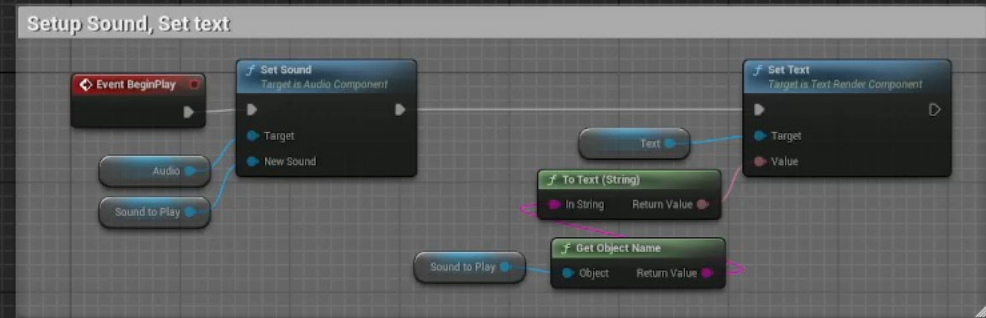 Setup Sound, Set text
Event BeginPlay
f Set Sound
Target is Audio Component
Target
New Sound
Audio
Sound to Play
f Set Text
Target is Text Render Component
Target
Value
Text
f To Text (String)
In String Return Value
f Get Object Name
Object Return Value
Sound to Play